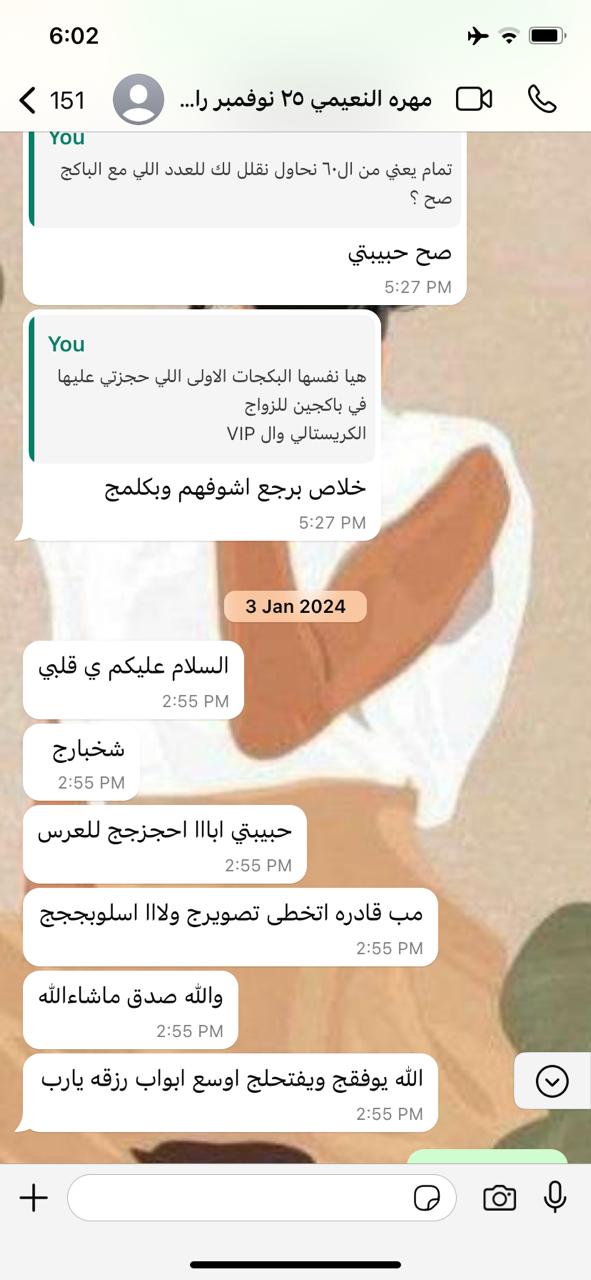 6:02
151
مهره النعيمي ٢٥ نوفمبر را...
You
تمام يعني من ال٦٠ نحاول نقلل لك للعدد اللي مع الباكج
صح ؟
صح حبيبتي
5:27 PM
You
هيا نفسها البكجات الاولى اللي حجزتي عليها
في باكجين للزواج
الكريستالي وال VIP
خلاص برجع اشوفهم وبكلمج
5:27 PM
3 Jan 2024
السلام عليكم ي قلبي
2:55 PM
شخبارج
2:55 PM
حبيبتي اباااا احجزجج للعرس
2:55 PM
مب قادره اتخطى تصويرج ولااا اسلوبججج
2:55 PM
والله صدق ماشاءالله
2:55 PM
الله يوفقج ويفتحلج اوسع ابواب رزقه يارب
2:55 PM